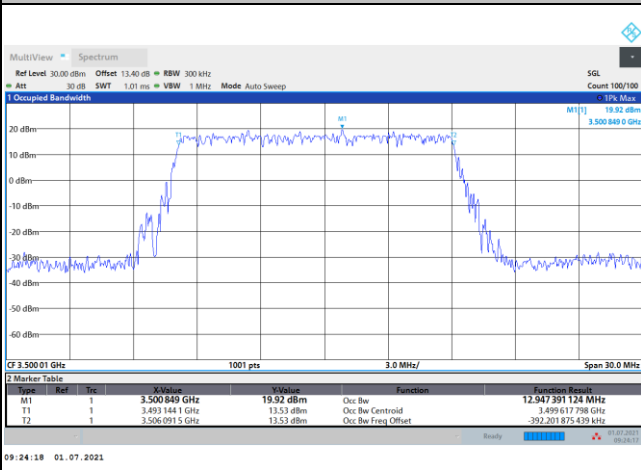 MultiView Spectrum
Ref Level 30.00 dBm Offset 13.40 dB RBW 300 kHz SGL
Att 30 dB SWT 1.01 ms VBW 1 MHz Mode Auto Sweep Count 100/100
1 Occupied Bandwidth 1Pk Max
M1[1] 19.92 dBm
3.500 849 0 GHz
M1
T1 T2
20 dBm
10 dBm
0 dBm
-10 dBm
-20 dBm
-30 dBm
-40 dBm
-50 dBm
-60 dBm
CF 3.500 01 GHz 1001 pts 3.0 MHz/ Span 30.0 MHz
2 Marker Table
Type Ref Trc X-Value Y-Value Function Function Result
M1 1 3.500 849 GHz 19.92 dBm Occ Bw 12.947 391 124 MHz
T1 1 3.493 144 1 GHz 13.53 dBm Occ Bw Centroid 3.499 617 798 GHz
T2 1 3.506 091 5 GHz 13.53 dBm Occ Bw Freq Offset -392.201 875 439 kHz
Ready 01.07.2021
09:24:17
09:24:18 01.07.2021